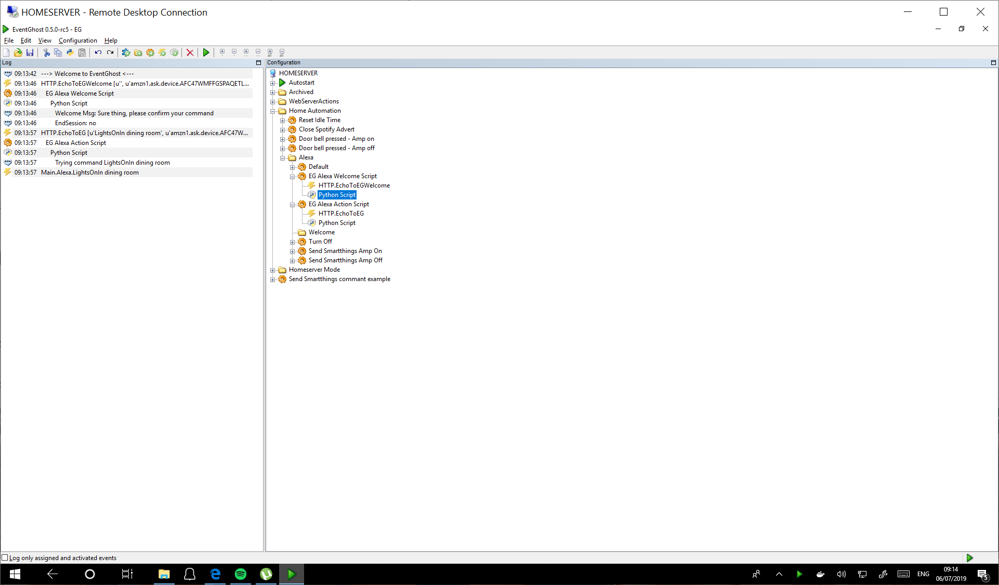 HOMESERVER - Remote Desktop Connection
EventGhost 0.5.0-rc5 - EG
File Edit View Configuration Help
Log
09:13:42 ---> Welcome to EventGhost <---
09:13:46 HTTP.EchoToEGWelcome [u'', u'amzn1.ask.device.AFC47WMFFGSPAQETL...
09:13:46 EG Alexa Welcome Script
09:13:46 Python Script
09:13:46 Welcome Msg: Sure thing, please confirm your command
09:13:46 EndSession: no
09:13:57 HTTP.EchoToEG [u'LightsOnIn dining room', u'amzn1.ask.device.AFC47W...
09:13:57 EG Alexa Action Script
09:13:57 Python Script
09:13:57 Trying command LightsOnIn dining room
09:13:57 Main.Alexa.LightsOnIn dining room
Configuration
HOMESERVER
Autostart
Archived
WebServerActions
Home Automation
Reset Idle Time
Close Spotify Advert
Door bell pressed - Amp on
Door bell pressed - Amp off
Alexa
Default
EG Alexa Welcome Script
HTTP.EchoToEGWelcome
Python Script
EG Alexa Action Script
HTTP.EchoToEG
Python Script
Welcome
Turn Off
Send Smartthings Amp On
Send Smartthings Amp Off
Homeserver Mode
Send Smartthings commant example
Log only assigned and activated events
ENG
09:14
06/07/2019
5